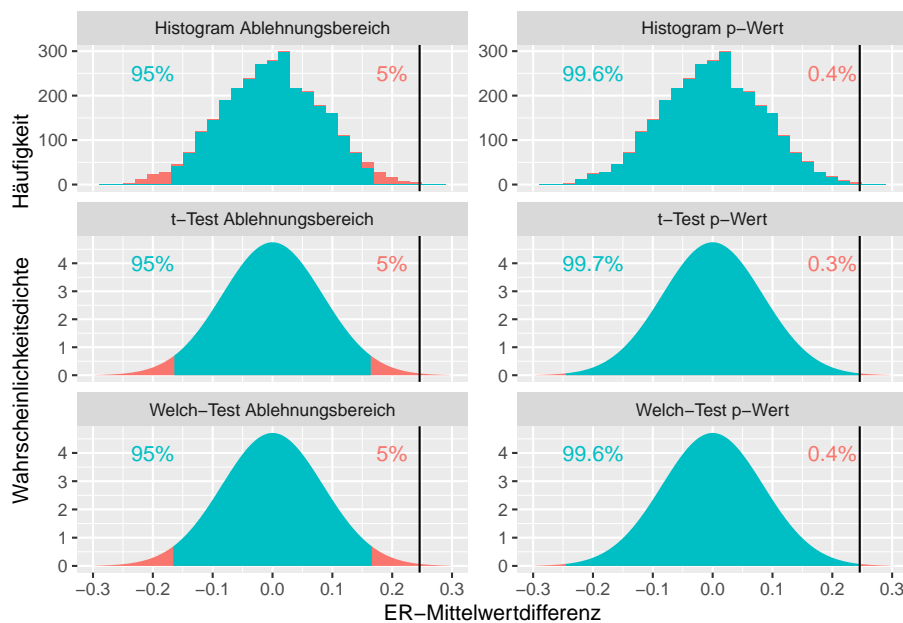 Histogram Ablehnungsbereich
Histogram p−Wert
Häufigkeit
300
200
100
0
95%
5%
99.6%
0.4%
t−Test Ablehnungsbereich
t−Test p−Wert
Wahrscheinlichkeitsdichte
4
3
2
1
0
95%
5%
99.7%
0.3%
Welch−Test Ablehnungsbereich
Welch−Test p−Wert
4
3
2
1
0
95%
5%
99.6%
0.4%
−0.3 −0.2 −0.1 0.0 0.1 0.2 0.3
−0.3 −0.2 −0.1 0.0 0.1 0.2 0.3
ER−Mittelwertdifferenz